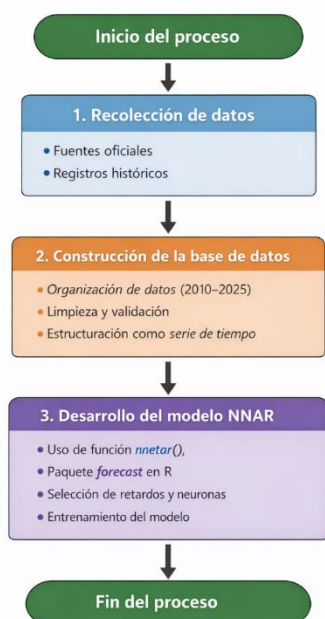 Inicio del proceso
1. Recolección de datos
• Fuentes oficiales
• Registros históricos
2. Construcción de la base de datos
• Organización de datos (2010–2025)
• Limpieza y validación
• Estructuración como serie de tiempo
3. Desarrollo del modelo NNAR
• Uso de función nnetar(),
• Paquete forecast en R
• Selección de retardos y neuronas
• Entrenamiento del modelo
Fin del proceso